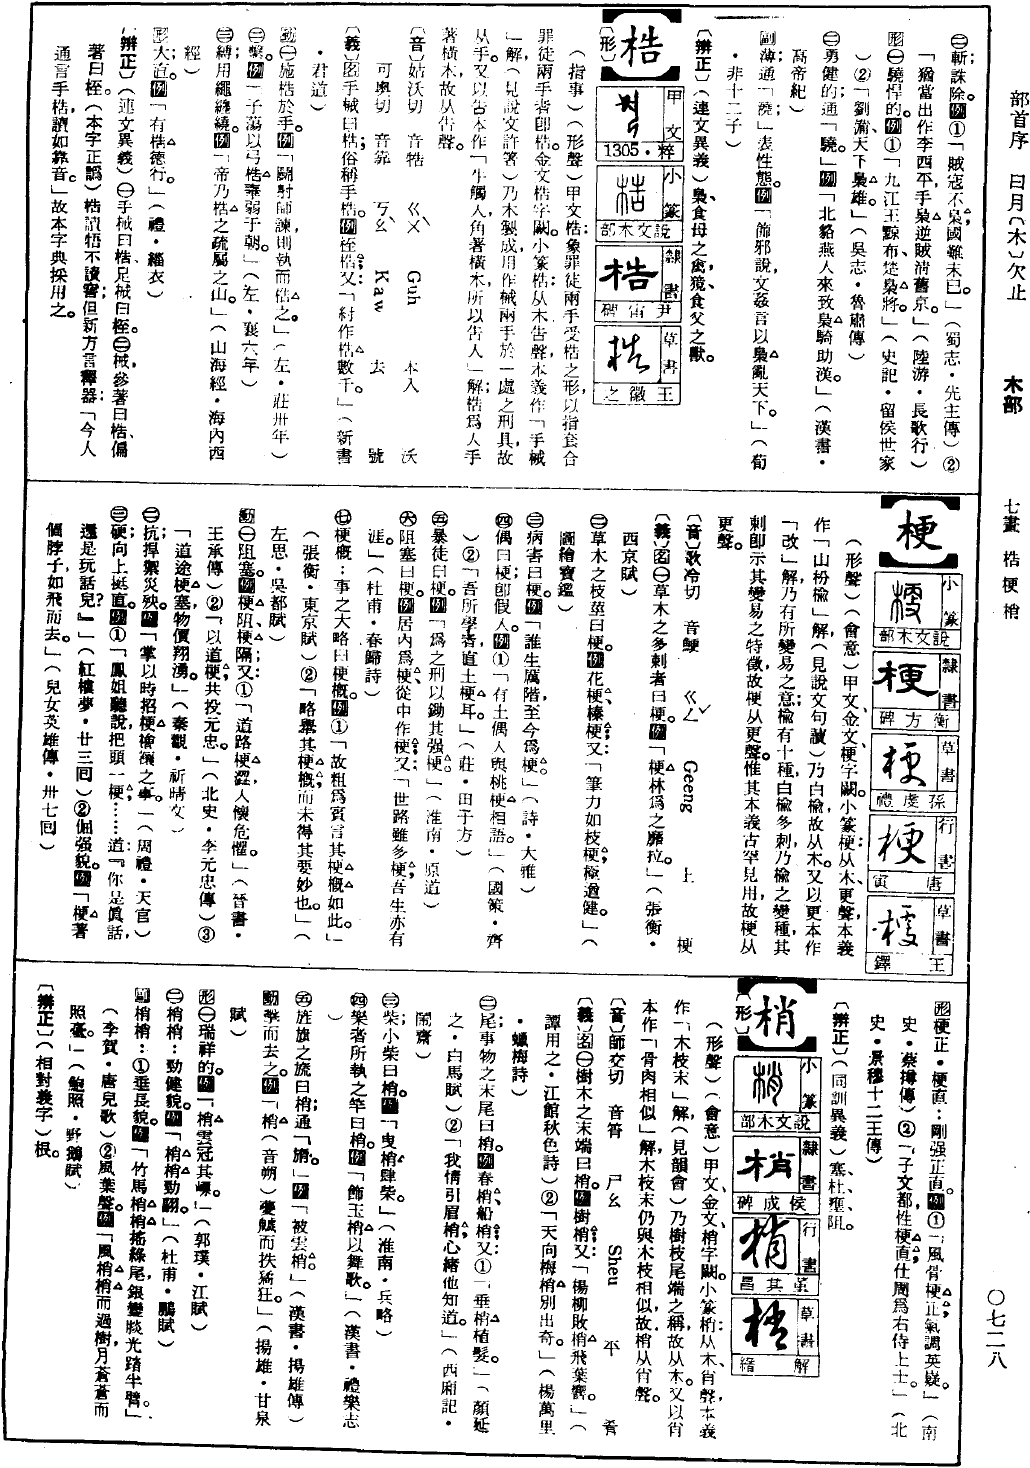 部首序　曰月（木）欠止　木部　七畫　梏梗梢　〇七二八
㊁斬誅除。例①「賊寇不梟國難未已。」（蜀志・先主傳）②
「猶當出作李西平，手梟逆賊清舊京。」（陸游・長歌行）
形㊀驍悍的。例①「九江王黥布楚梟將。」（史記・留侯世家
）②「劉備天下梟雄。」（吳志・魯肅傳）
㊁勇健的；通「驍」。例「北貉燕人來致梟騎助漢。」（漢書・
高帝紀）
副薄；通「澆」；表性態。例「飾邪說，文姦言以梟亂天下。」（荀
・非十二子）
〔辨正〕（連文異義）梟，食母之禽；獍，食父之獸。
【梏】
甲文　粹・1305
小篆　說文木部
隸書　尹宙碑
草書　王徽之
〔形〕
（指事）（形聲）甲文梏象罪徒兩手受梏之形，以指套合
罪徒兩手者卽梏。金文梏字闕。小篆梏从木告聲，本義作「手械
」解（見說文許箸）乃木製成用作械兩手於一處之刑具，故
从手。又以告本作「牛觸人，角著橫木，所以告人」解；梏爲人手
著橫木，故从告聲。
〔音〕姑沃切　音牿　ㄍㄨˋ　Guh　本入　沃
可奧切　音靠　ㄎㄠˋ　Kaw　去　號
〔義〕名手械曰梏；俗稱手梏。例桎梏；又「紂作梏數千。」（新書
・君道）
動㊀施梏於手。例「鬭射師諫，則執而梏之。」（左・莊卅年）
㊁繫。例「子蕩以弓梏華弱于朝。」（左・襄六年）
㊂縛；用繩纏繞。例「帝乃梏之疏屬之山。」（山海經・海內西
經）
形大；直。例「有梏德行。」（禮・緇衣）
〔辨正〕（連文異義）㊀手械曰梏，足械曰桎。㊁械，參著曰梏，偏
著曰桎。（本字正譌）梏，讀牿不讀窖，但新方言釋器：「今人
通言手梏，讀如靠音。」故本字典採用之。
【梗】
小篆　說文木部
隸書　衡方碑
草書　孫虔禮
行書　唐寅
草書　王鐸
（形聲）（會意）甲文、金文梗字闕。小篆梗从木更聲，本義
作「山枌榆」解（見說文句讀）乃白榆，故从木。又以更本作
「改」解，乃有所變易之意；榆有十種，白榆多刺，乃榆之變種，其
刺卽示其變易之特徵，故梗从更聲。惟其本義古罕見用，故梗从
更聲。
〔音〕歌冷切　音鯁　ㄍㄥˇ　Geeng　上　梗
〔義〕名㊀草木之多刺者曰梗。例「梗林爲之靡拉。」（張衡・
西京賦）
㊁草木之枝莖曰梗。例花梗、榛梗；又：「筆力如枝梗，極遒健。」（
圖繪寶鑑）
㊂病害曰梗。例「誰生厲階，至今爲梗。」（詩・大雅）
㊃偶曰梗；卽假人。例①「有土偶人與桃梗相語。」（國策・齊
）②「吾所學者直土梗耳。」（莊・田子方）
㊄暴徒曰梗。例「爲之刑以鋤其强梗。」（淮南・原道）
㊅阻塞曰梗。例居內爲梗、從中作梗；又：「世路雖多梗，吾生亦有
涯。」（杜甫・春歸詩）
㊆梗概：事之大略曰梗概。例①「故粗爲賓言其梗概如此。」
（張衡・東京賦）②「略舉其梗概而未得其要妙也。」（
左思・吳都賦）
動㊀阻塞。例梗阻、梗隔；又①「道路梗澀，人懷危懼。」（晉書・
王承傳）②「以道梗，共投元忠。」（北史・李元忠傳）③
「道途梗塞，物價翔湧。」（秦觀・祈晴文）
㊁抗捍；禦災殃。例「掌以時招梗禬禳之事。」（周禮・天官）
㊂硬向上挺；直。例①「鳳姐聽說，把頭一梗，……道：『你是眞話，
還是玩話兒？』」（紅樓夢・廿三回）②倔强貌。例「梗著
個脖子如飛而去。」（兒女英雄傳・卅七回）
形梗正・梗直：剛强正直。例①「風骨梗正，氣調英嶷。」（南
史・蔡撙傳）②「子文都性梗直，仕周爲右侍上士。」（北
史・景穆十二王傳）
〔辨正〕（同訓異義）塞、杜、壅、阻。
【梢】
小篆　說文木部
隸書　侯成碑
行書　董其昌
草書　解縉
〔形〕
（形聲）（會意）甲文、金文梢字闕。小篆梢从木肖聲，本義
作「木枝末」解（見韻會）乃樹枝尾端之稱，故从木。又以肖
本作「骨肉相似」解，木枝末仍與木枝相似，故梢从肖聲。
〔音〕師交切　音筲　ㄕㄠ　Shau　平　肴
〔義〕名㊀樹木之末端曰梢。例樹梢；又①「楊柳敗梢飛葉響。」（
譚用之・江館秋色詩）②「天向梅梢別出奇。」（楊萬里
・蠟梅詩）
㊁尾；事物之末尾曰梢。例春梢、船梢；又①「垂梢植髮。」（顏延
之・白馬賦）②「我情引眉梢，心緖他知道。」（西廂記・
鬧齋）
㊂柴；小柴曰梢。例「曳梢肆柴。」（淮南・兵略）
㊃樂者所執之竿曰梢。例「飾玉梢以舞歌。」（漢書・禮樂志
）
㊄旌旗之旒曰梢；通「旓」。例「被雲梢。」（漢書・揚雄傳）
動擊而去之。例「梢（音朔）夔魖而抶獝狂。」（揚雄・甘泉
賦）
形㊀瑞祥的。例「梢雲冠其㠜。」（郭璞・江賦）
㊁梢梢：勁健貌。例「梢梢勁翮。」（杜甫・鵰賦）
副梢梢：①垂長貌。例「竹馬梢梢搖綠尾，銀鸞睒光踏半臂。」
（李賀・唐兒歌）②風葉聲。例「風梢梢而過樹，月蒼蒼而
照臺。」（鮑照・野鵝賦）
〔辨正〕（相對義字）根。